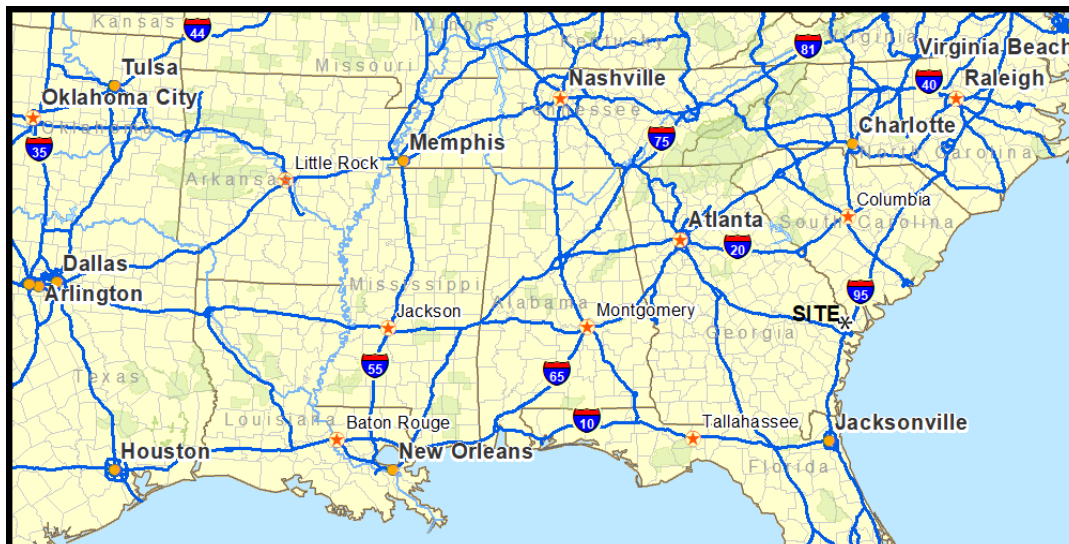 Kansas
44
Illinois
Missouri
Kentucky
Virginia
81
Virginia Beach
Tulsa
Nashville
40
Raleigh
Oklahoma City
Oklahoma
Tennessee
35
Memphis
75
Charlotte
North Carolina
Little Rock
Arkansas
Columbia
Atlanta
South Carolina
20
Dallas
Arlington
Mississippi
Alabama
95
Jackson
Montgomery
SITE
Georgia
55
65
Texas
Louisiana
Baton Rouge
10
Tallahassee
Jacksonville
Houston
New Orleans
Florida